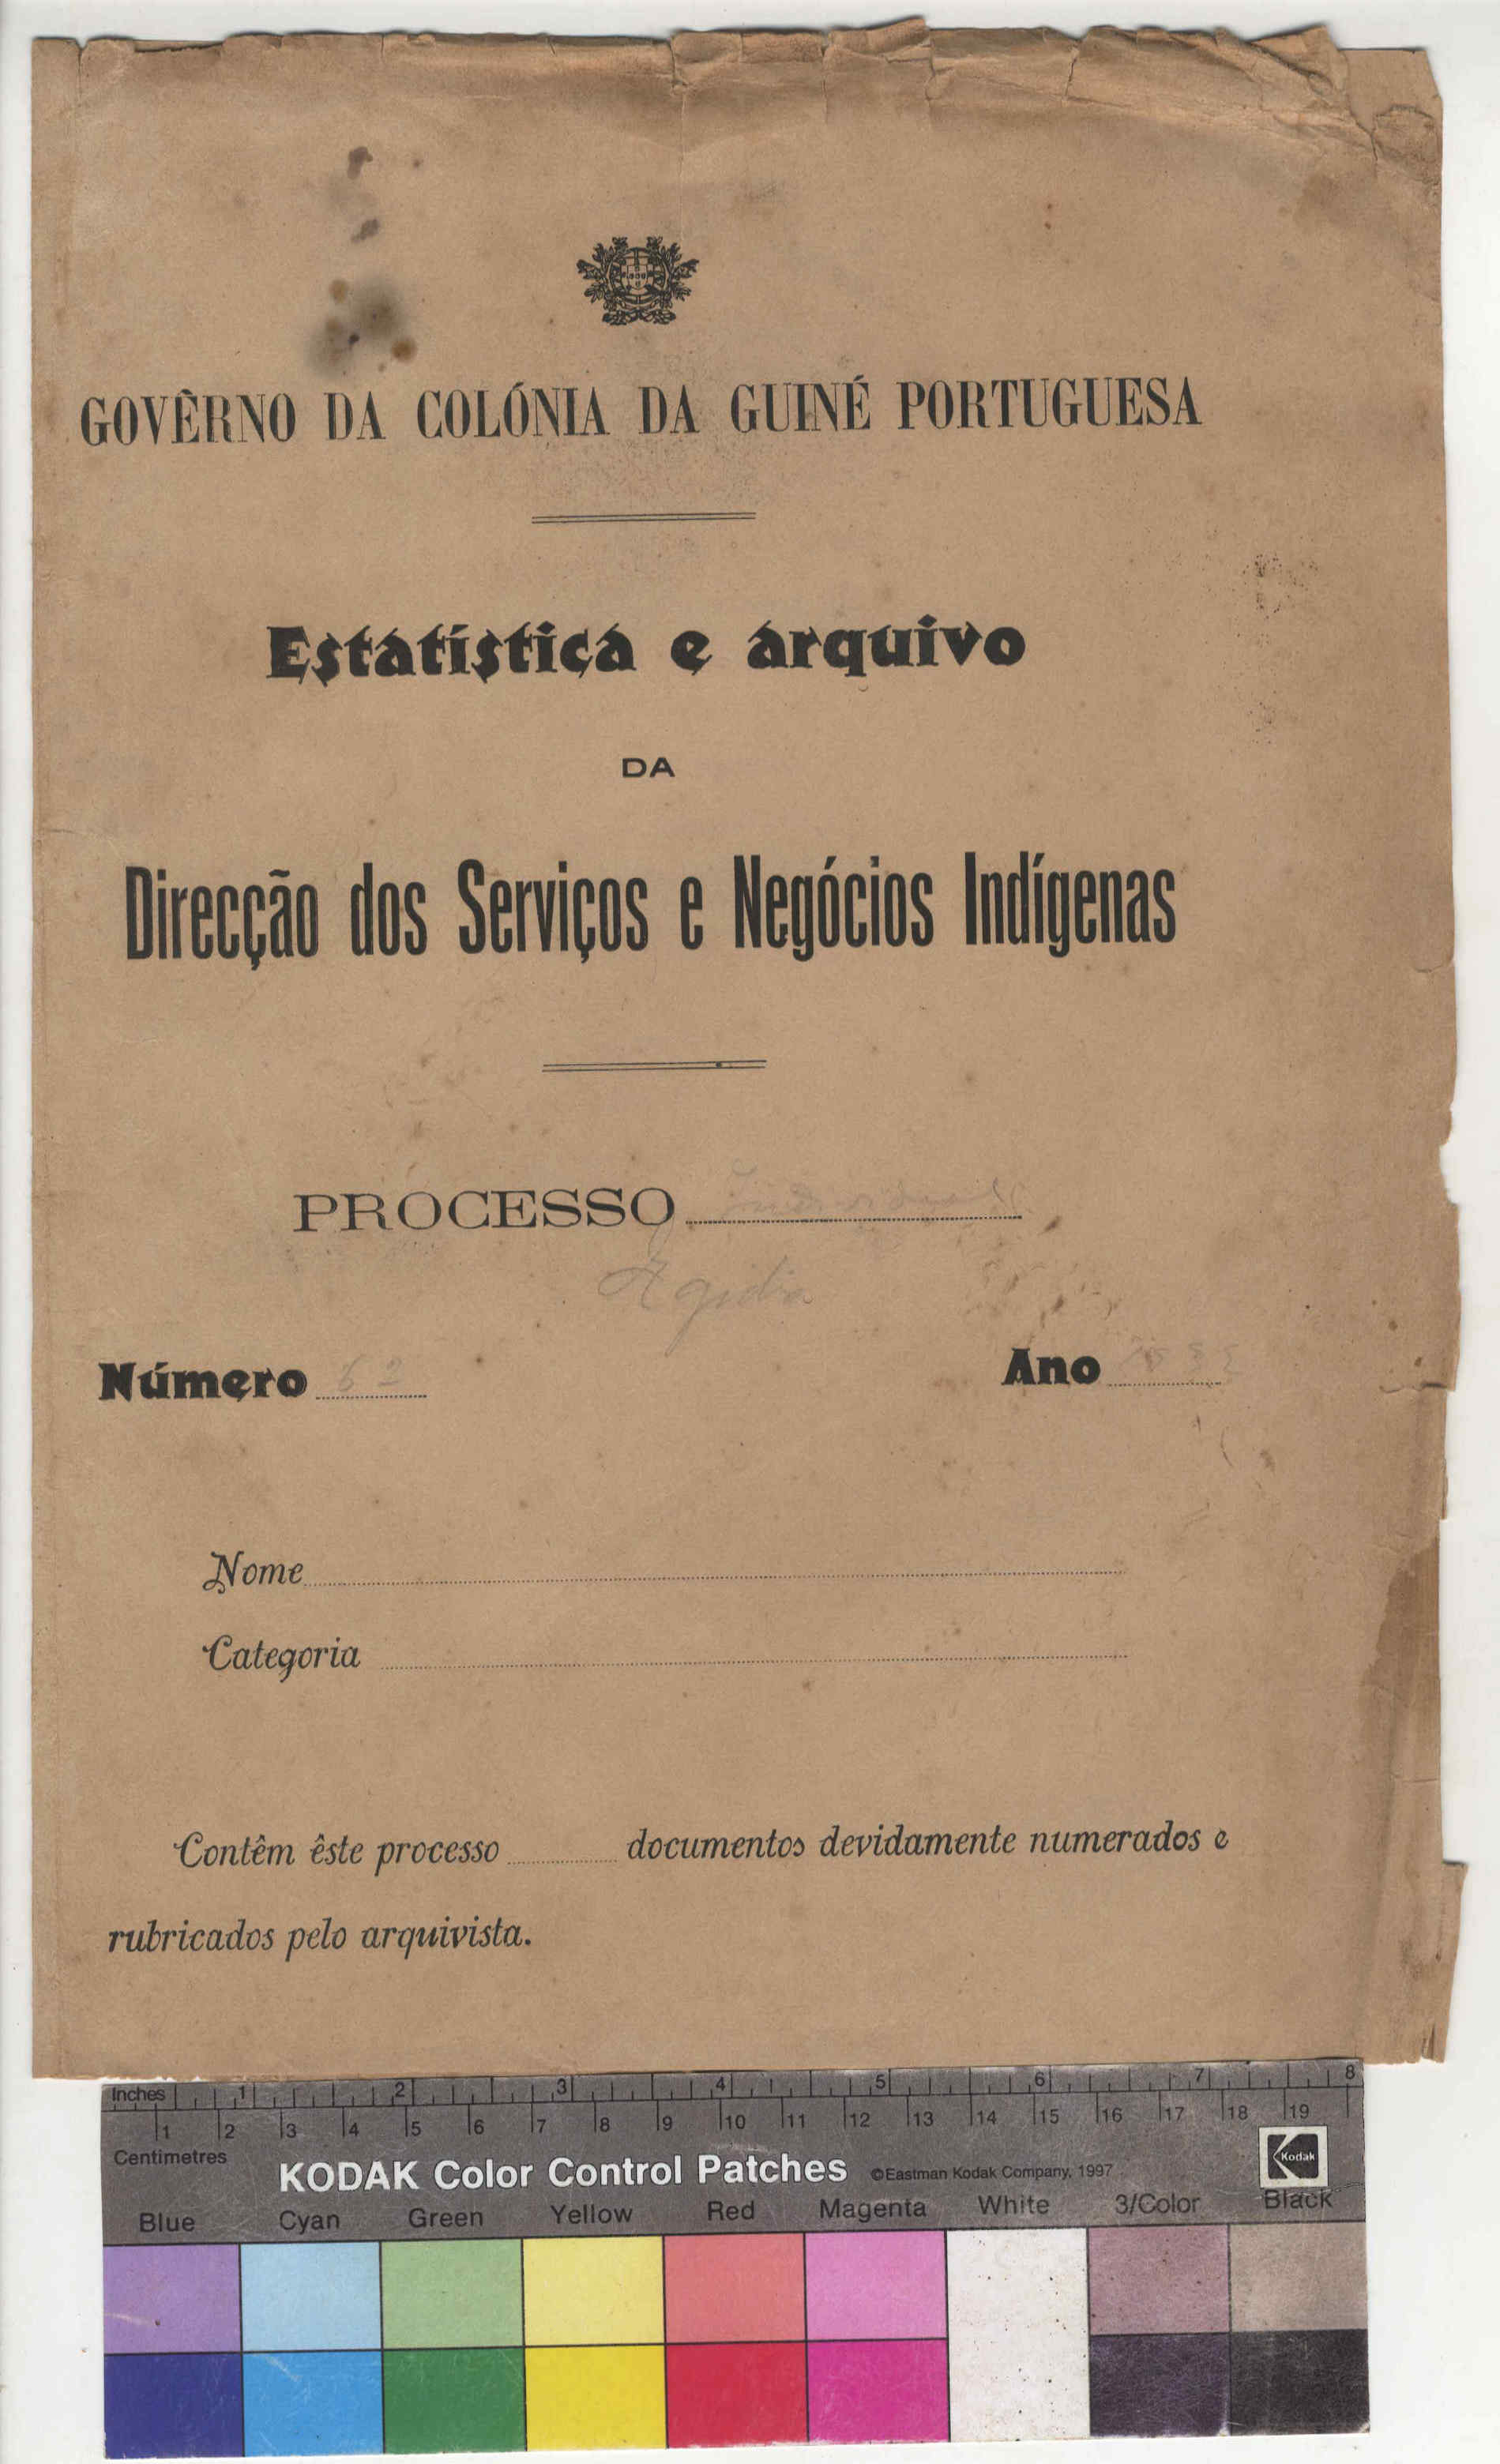 GOVÊRNO DA COLÓNIA DA GUINÉ PORTUGUESA
Estatística e arquivo
DA
Direcção dos Serviços e Negócios Indígenas
PROCESSO Individual
Número 62 Ano
Nome
Categoria
Contêm êste processo documentos devidamente numerados e
rubricados pelo arquivista.
Inches 1 2 3 4 5 6 7 8
1 2 3 4 5 6 7 8 9 10 11 12 13 14 15 16 17 18 19
Centimetres
KODAK Color Control Patches ©Eastman Kodak Company, 1997 Kodak
Blue Cyan Green Yellow Red Magenta White 3/Color Black